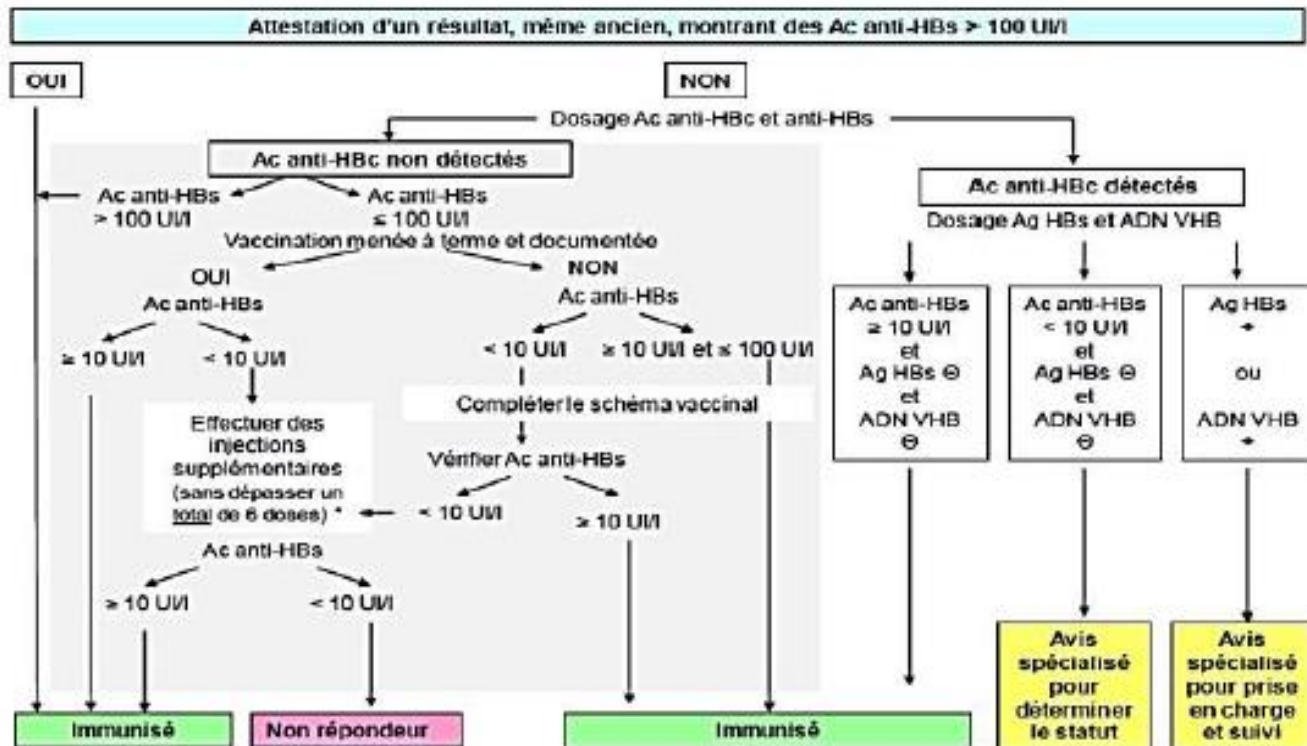 Attestation d'un résultat, même ancien, montrant des Ac anti-HBs > 100 UI/l
OUI
NON
Dosage Ac anti-HBc et anti-HBs
Ac anti-HBc non détectés
Ac anti-HBc détectés
Ac anti-HBs
> 100 UI/l
Ac anti-HBs
≤ 100 UI/l
Dosage Ag HBs et ADN VHB
Vaccination menée à terme et documentée
OUI
Ac anti-HBs
NON
Ac anti-HBs
≥ 10 UI/l
< 10 UI/l
< 10 UI/l
≥ 10 UI/l et ≤ 100 UI/l
Ac anti-HBs
≥ 10 UI/l
et
Ag HBs ⊖
et
ADN VHB
⊖
Ac anti-HBs
< 10 UI/l
et
Ag HBs ⊖
et
ADN VHB
⊖
Ag HBs
+
ou
ADN VHB
+
Effectuer des
injections
supplémentaires
(sans dépasser un
total de 6 doses) *
Compléter le schéma vaccinal
Vérifier Ac anti-HBs
< 10 UI/l
≥ 10 UI/l
Ac anti-HBs
≥ 10 UI/l
< 10 UI/l
Immunisé
Non répondeur
Immunisé
Avis
spécialisé
pour
déterminer
le statut
Avis
spécialisé
pour prise
en charge
et suivi